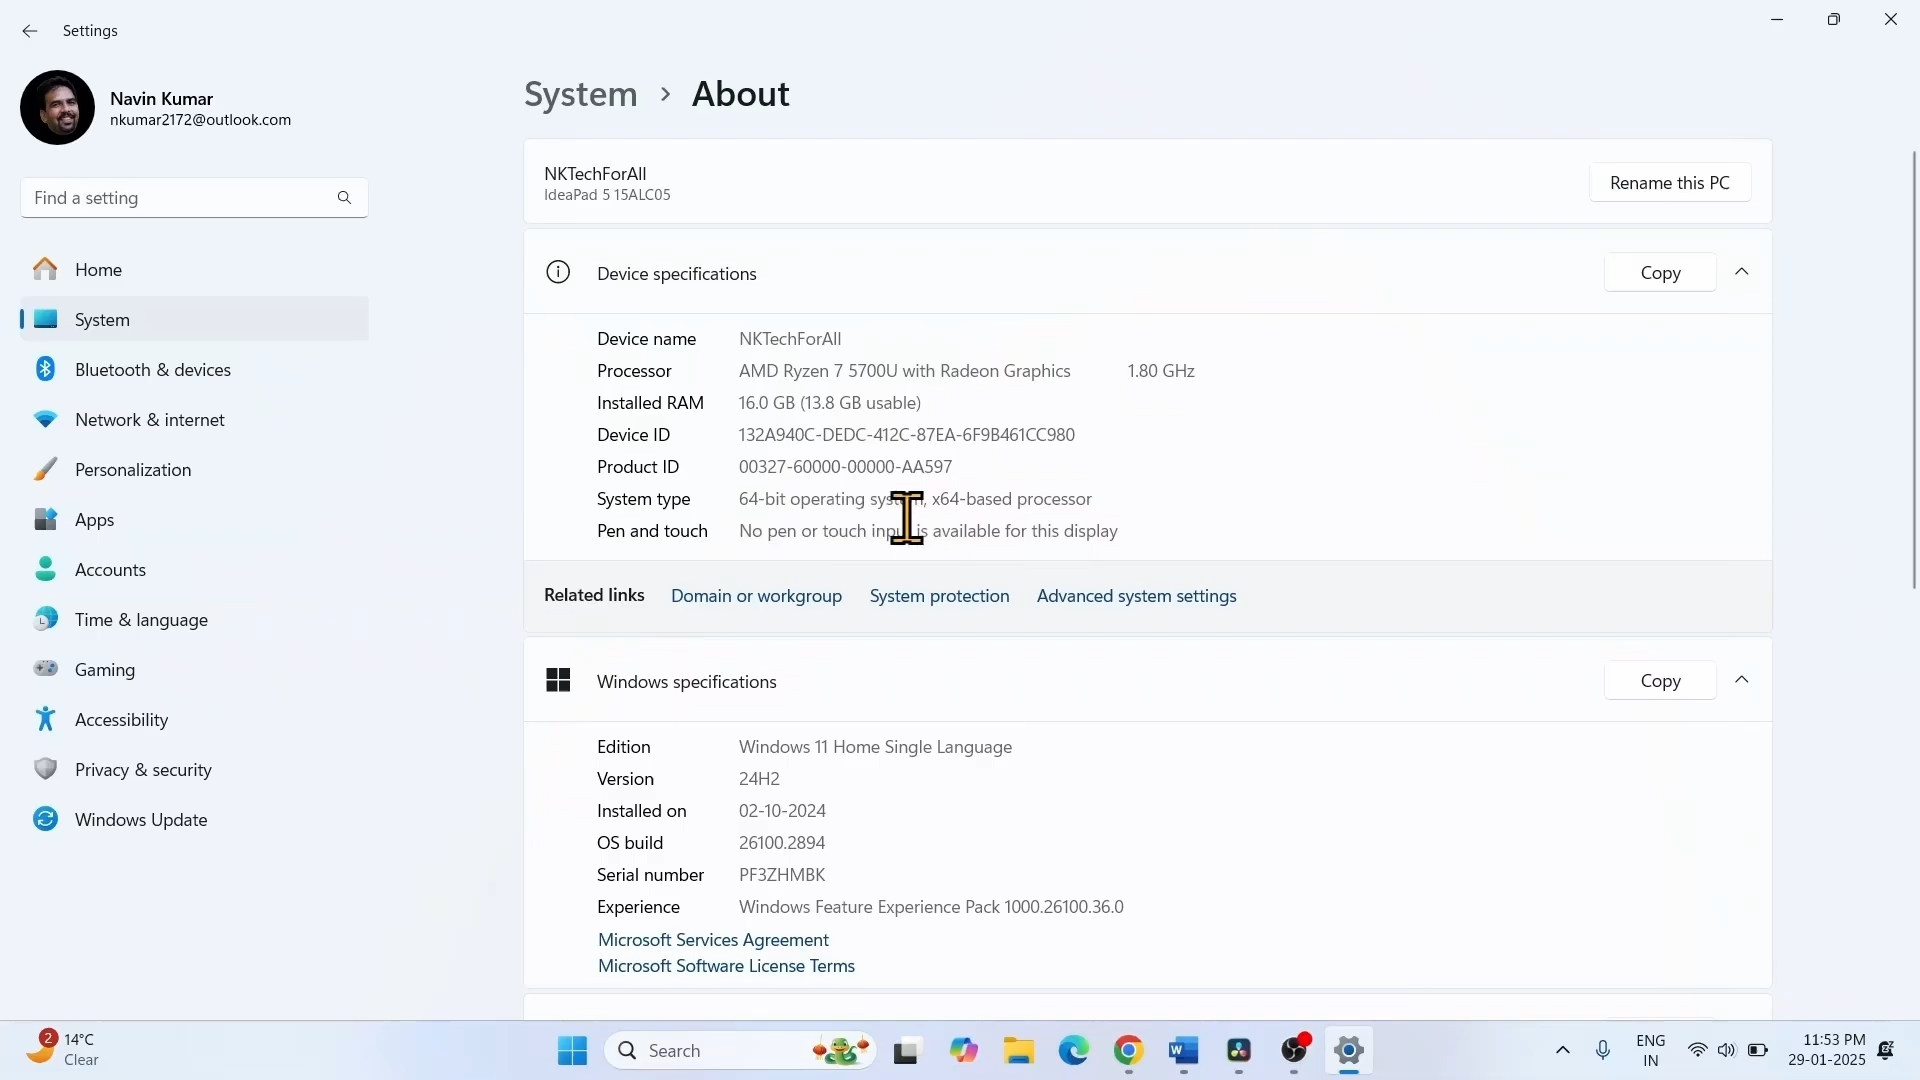 Settings
Navin Kumar
nkumar2172@outlook.com
Find a setting
Home
System
Bluetooth & devices
Network & internet
Personalization
Apps
Accounts
Time & language
Gaming
Accessibility
Privacy & security
Windows Update
System > About
NKTechForAll
IdeaPad 5 15ALC05
Rename this PC
Device specifications
Copy
Device name NKTechForAll
Processor AMD Ryzen 7 5700U with Radeon Graphics 1.80 GHz
Installed RAM 16.0 GB (13.8 GB usable)
Device ID 132A940C-DEDC-412C-87EA-6F9B461CC980
Product ID 00327-60000-00000-AA597
System type 64-bit operating system, x64-based processor
Pen and touch No pen or touch input is available for this display
Related links Domain or workgroup System protection Advanced system settings
Windows specifications
Copy
Edition Windows 11 Home Single Language
Version 24H2
Installed on 02-10-2024
OS build 26100.2894
Serial number PF3ZHMBK
Experience Windows Feature Experience Pack 1000.26100.36.0
Microsoft Services Agreement
Microsoft Software License Terms
2
14°C
Clear
Search
ENG
IN
11:53 PM
29-01-2025